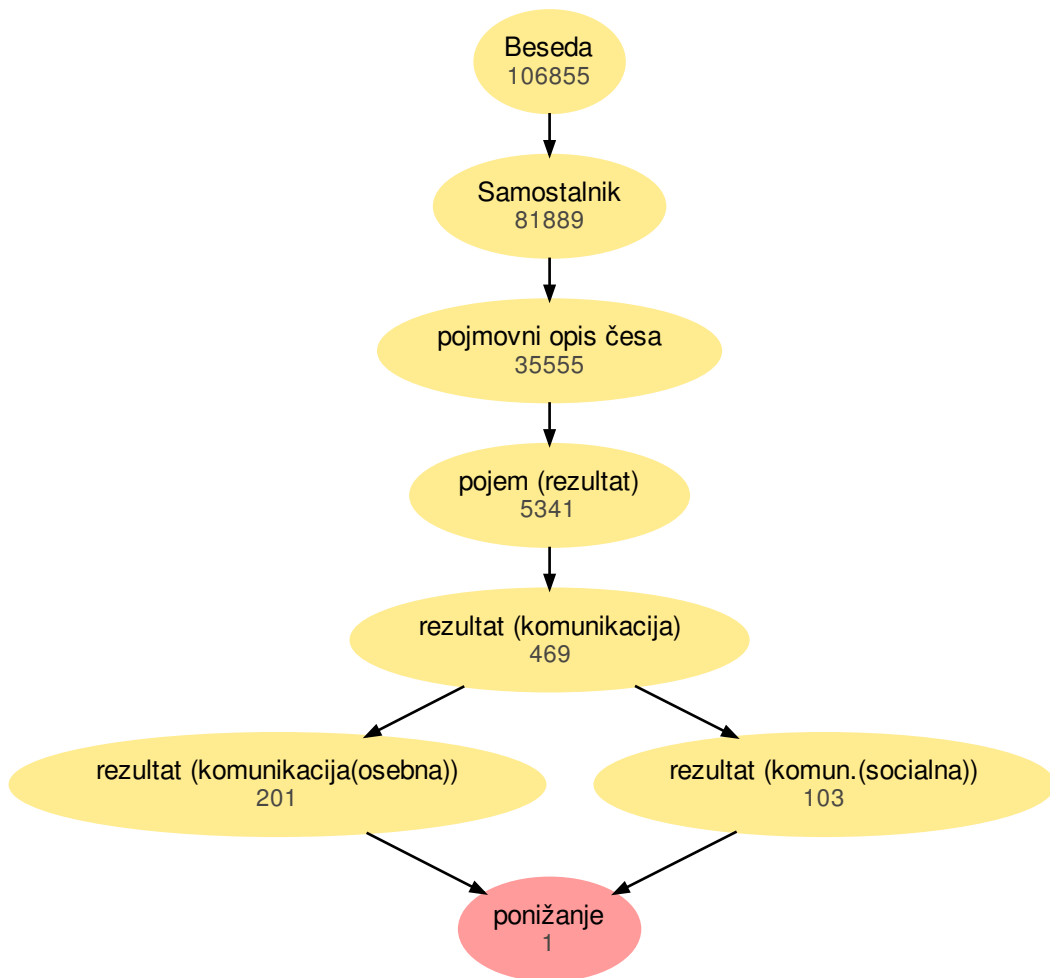 Beseda
106855
Samostalnik
81889
pojmovni opis česa
35555
pojem (rezultat)
5341
rezultat (komunikacija)
469
rezultat (komunikacija(osebna))
201
rezultat (komun.(socialna))
103
ponižanje
1